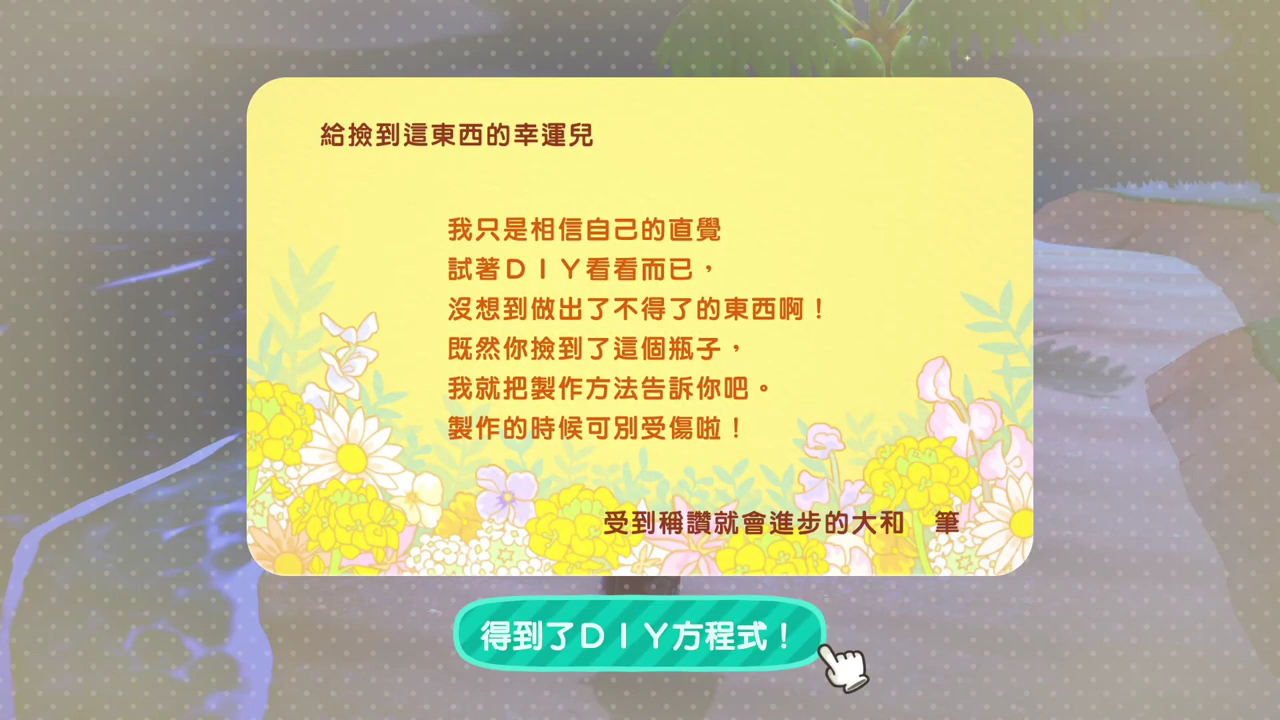 給撿到這東西的幸運兒
我只是相信自己的直覺
試著ＤＩＹ看看而已，
沒想到做出了不得了的東西啊！
既然你撿到了這個瓶子，
我就把製作方法告訴你吧。
製作的時候可別受傷啦！
受到稱讚就會進步的大和　筆
得到了ＤＩＹ方程式！